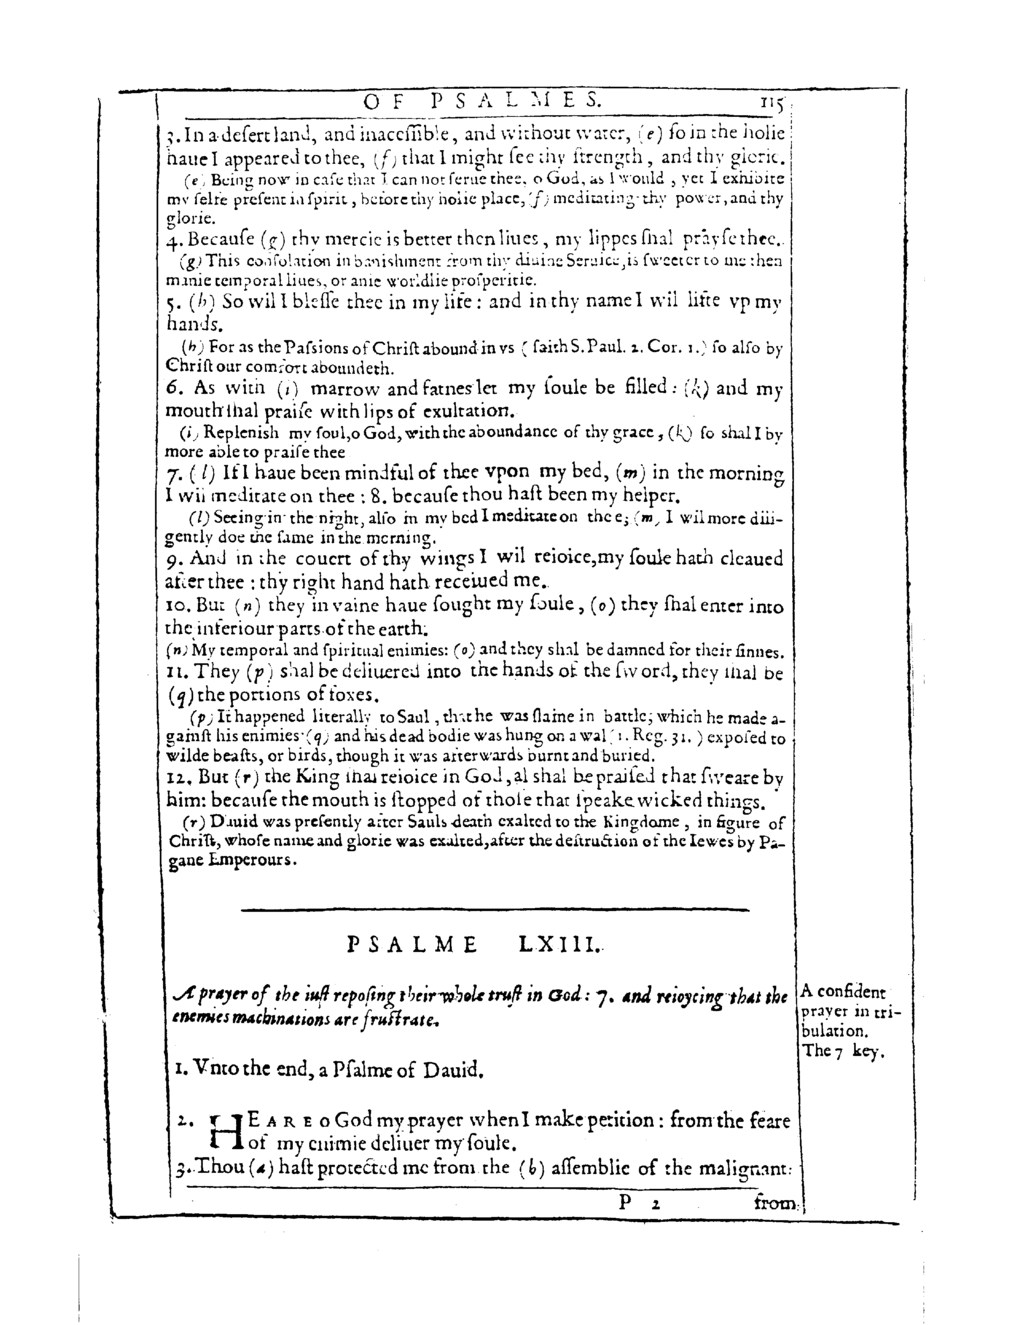 OF PSALMES. 115
3. In a desert land, and inaccessible, and without water, (e) so in the holie
haue I appeared to thee, (f) that I might see thy strength, and thy glorie.
(e) Being now in case that I can not serue thee, o God, as I would, yet I exhibite
my selfe present in spirit, before thy holie place, (f) meditating thy power, and thy
glorie.
4. Because (g) thy mercie is better then liues, my lippes shal prayse thee.
(g) This consolation in banishment from thy diuine Seruice, is sweeter to me then
manie temporal liues, or anie worldlie prosperitie.
5. (h) So wil I blesse thee in my life: and in thy name I wil lifte vp my
hands.
(h) For as the Passions of Christ abound in vs (saith S. Paul. 2. Cor. 1.) so also by
Christ our comfort aboundeth.
6. As with (i) marrow and fatnes let my soule be filled: (k) and my
mouth shal praise with lips of exultation.
(i) Replenish my soul, o God, with the aboundance of thy grace, (k) so shal I by
more able to praise thee
7. (l) If I haue been mindful of thee vpon my bed, (m) in the morning
I wil meditate on thee: 8. because thou hast been my helper.
(l) Seeing in the night, also in my bed I meditate on thee; (m) I wil more dili-
gently doe the same in the morning.
9. And in the couert of thy wings I wil reioice, my soule hath cleaued
after thee: thy right hand hath receiued me.
10. But (n) they in vaine haue sought my soule, (o) they shal enter into
the inferiour parts of the earth:
(n) My temporal and spiritual enimies: (o) and they shal be damned for their sinnes.
11. They (p) shal be deliuered into the hands of the sword, they shal be
(q) the portions of foxes.
(p) It happened literally to Saul, that he was slaine in battle; which he made a-
gainst his enimies (q) and his dead bodie was hung on a wal (1. Reg. 31.) exposed to
wilde beasts, or birds, though it was afterwards burnt and buried.
12. But (r) the King shal reioice in God, al shal be praised that sweare by
him: because the mouth is stopped of those that speake wicked things.
(r) Dauid was presently after Sauls death exalted to the Kingdome, in figure of
Christ, whose name and glorie was exalted, after the destruction of the Iewes by Pa-
gane Emperours.
PSALME LXIII.
A prayer of the iust reposing their whole trust in God: 7. and reioycing that the
enemies machinations are frustrate.
A confident
prayer in tri-
bulation.
The 7 key.
1. Vnto the end, a Psalme of Dauid.
2. HEARE o God my prayer when I make petition: from the feare
of my enimie deliuer my soule.
3. Thou (a) hast protected me from the (b) assemblie of the malignant:
P 2 from